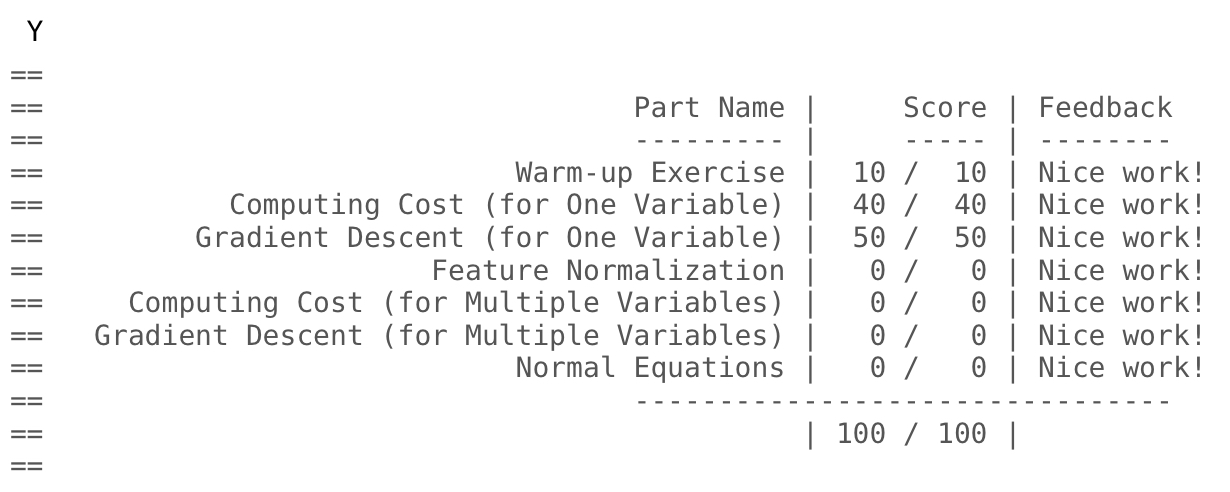 Y
==
==                                   Part Name |     Score | Feedback
==                                   --------- |     ----- | --------
==                            Warm-up Exercise |  10 /  10 | Nice work!
==           Computing Cost (for One Variable) |  40 /  40 | Nice work!
==         Gradient Descent (for One Variable) |  50 /  50 | Nice work!
==                       Feature Normalization |   0 /   0 | Nice work!
==     Computing Cost (for Multiple Variables) |   0 /   0 | Nice work!
==   Gradient Descent (for Multiple Variables) |   0 /   0 | Nice work!
==                            Normal Equations |   0 /   0 | Nice work!
==                                   --------------------------------
==                                             | 100 / 100 |
==